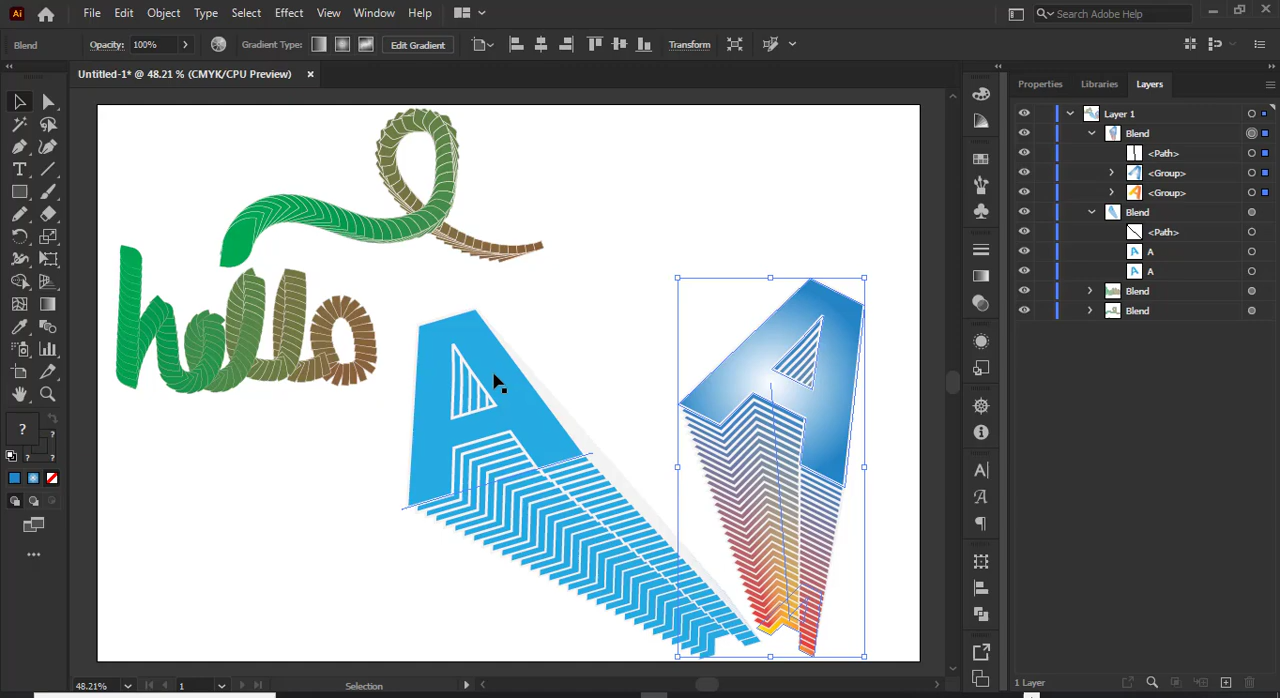 Ai File Edit Object Type Select Effect View Window Help Search Adobe Help
Blend Opacity: 100% Gradient Type: Edit Gradient Transform
Untitled-1* @ 48.21 % (CMYK/CPU Preview)
Properties Libraries Layers
Layer 1
Blend
<Path>
<Group>
<Group>
Blend
<Path>
A
A
Blend
Blend
hello
A
A
48.21% 1 Selection
1 Layer